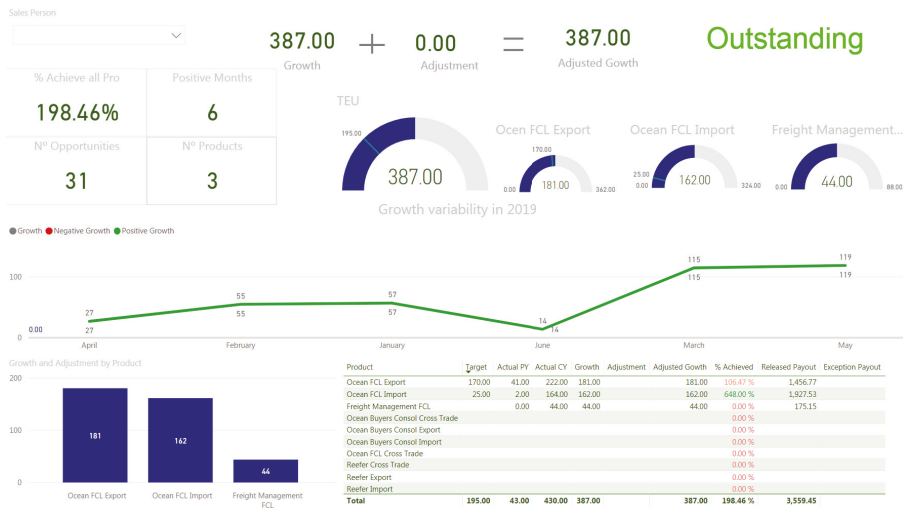 Sales Person
387.00 + 0.00 = 387.00 Outstanding
Growth Adjustment Adjusted Gowth
% Achieve all Pro Positive Months
198.46% 6
Nº Opportunities Nº Products
31 3
TEU
195.00
387.00
Ocen FCL Export
170.00
0.00 181.00 362.00
Ocean FCL Import
25.00
0.00 162.00 324.00
Freight Management...
0.00 44.00 88.00
Growth variability in 2019
Growth Negative Growth Positive Growth
100
0
0.00
27
27
55
55
57
57
14
14
115
115
119
119
April February January June March May
Growth and Adjustment by Product
200
100
0
181
162
44
Ocean FCL Export Ocean FCL Import Freight Management
FCL
Product Target Actual PY Actual CY Growth Adjustment Adjusted Gowth % Achieved Released Payout Exception Payout
Ocean FCL Export 170.00 41.00 222.00 181.00 181.00 106.47 % 1,456.77
Ocean FCL Import 25.00 2.00 164.00 162.00 162.00 648.00 % 1,927.53
Freight Management FCL 0.00 44.00 44.00 44.00 0.00 % 175.15
Ocean Buyers Consol Cross Trade 0.00 %
Ocean Buyers Consol Export 0.00 %
Ocean Buyers Consol Import 0.00 %
Ocean FCL Cross Trade 0.00 %
Reefer Cross Trade 0.00 %
Reefer Export 0.00 %
Reefer Import 0.00 %
Total 195.00 43.00 430.00 387.00 387.00 198.46 % 3,559.45